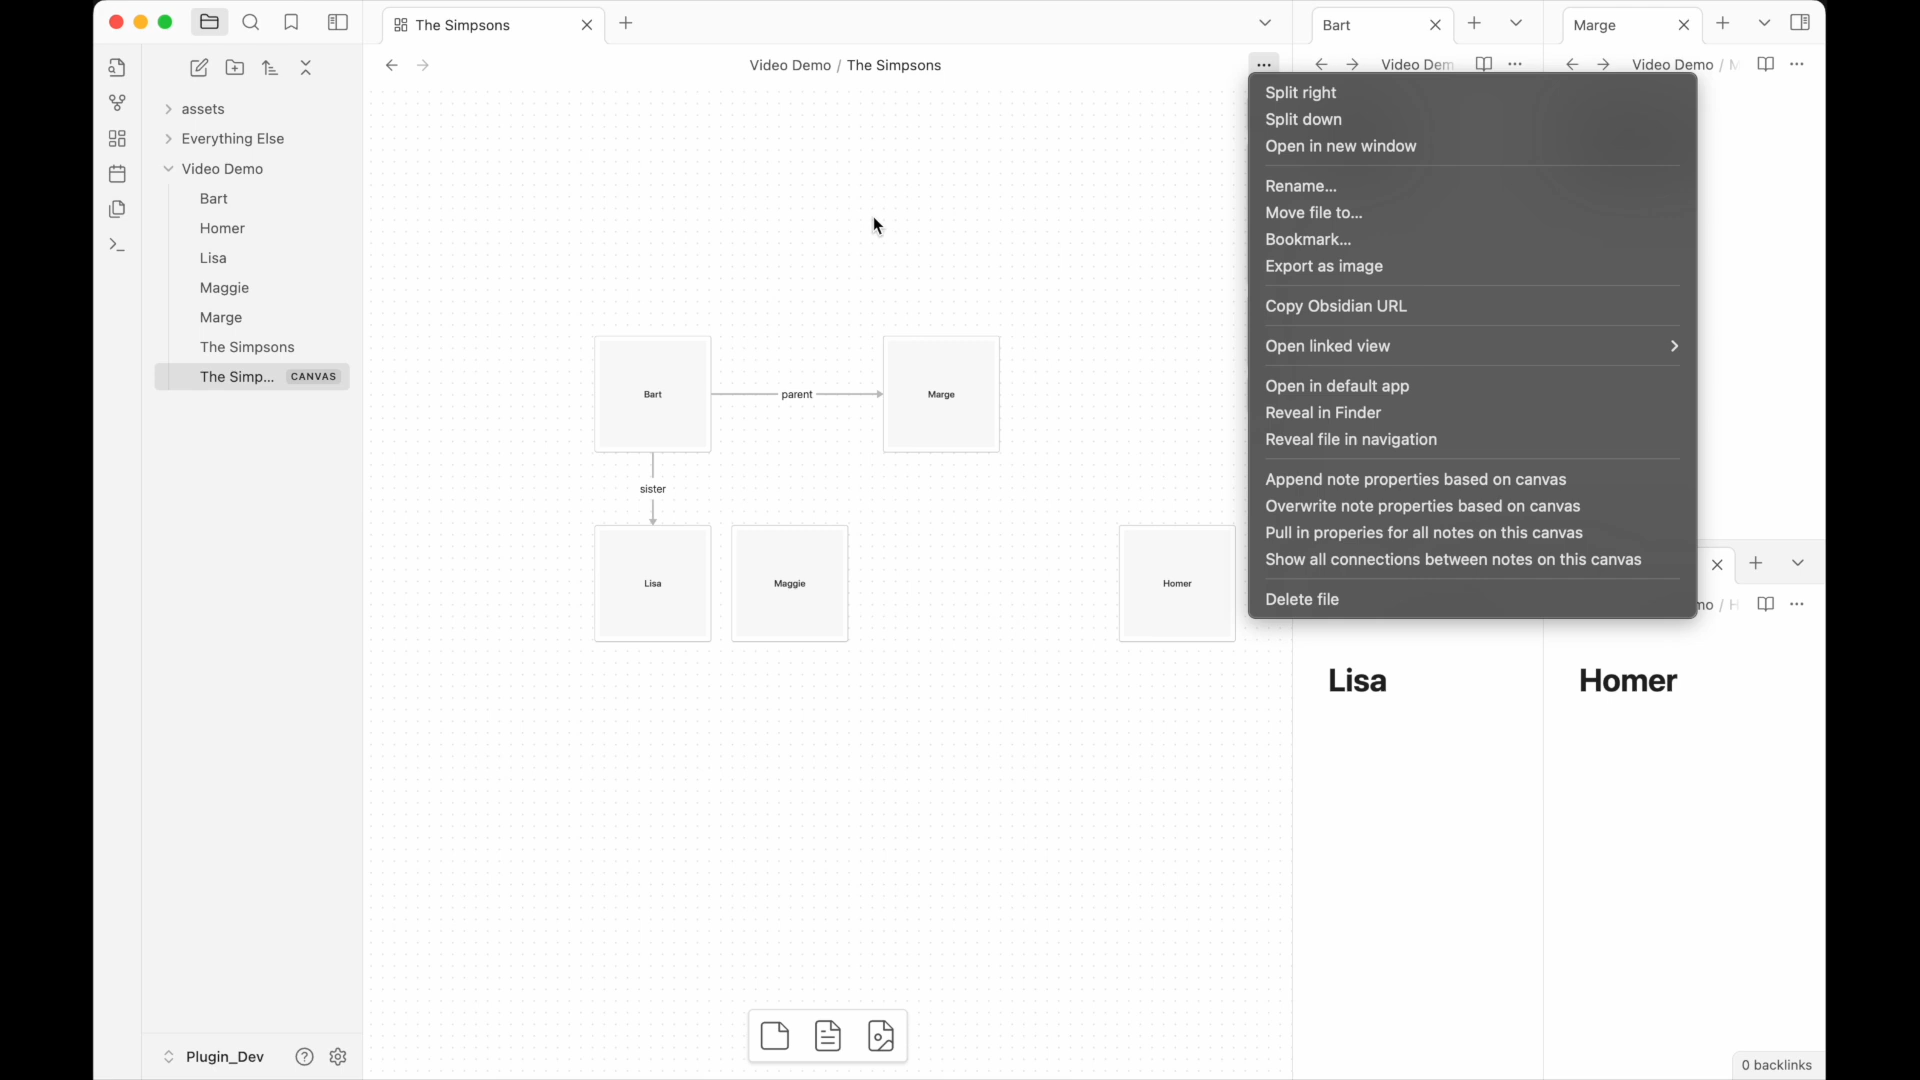 The Simpsons
Bart
Marge
Video Demo / The Simpsons
Video Dem
Video Demo / M
assets
Everything Else
Video Demo
Bart
Homer
Lisa
Maggie
Marge
The Simpsons
The Simp... CANVAS
Bart
parent
Marge
sister
Lisa
Maggie
Homer
Split right
Split down
Open in new window
Rename...
Move file to...
Bookmark...
Export as image
Copy Obsidian URL
Open linked view
Open in default app
Reveal in Finder
Reveal file in navigation
Append note properties based on canvas
Overwrite note properties based on canvas
Pull in properies for all notes on this canvas
Show all connections between notes on this canvas
Delete file
mo / H
Lisa
Homer
Plugin_Dev
0 backlinks